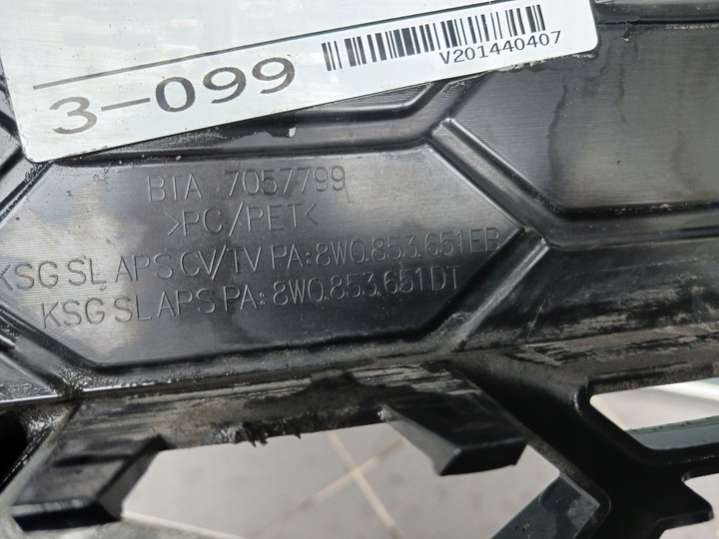 3-099
V201440407
BTA 7057799
>PC/PET<
KSG SL APS CV/TV PA:8W0.853.651EB
KSG SL APS PA:8W0.853.651DT